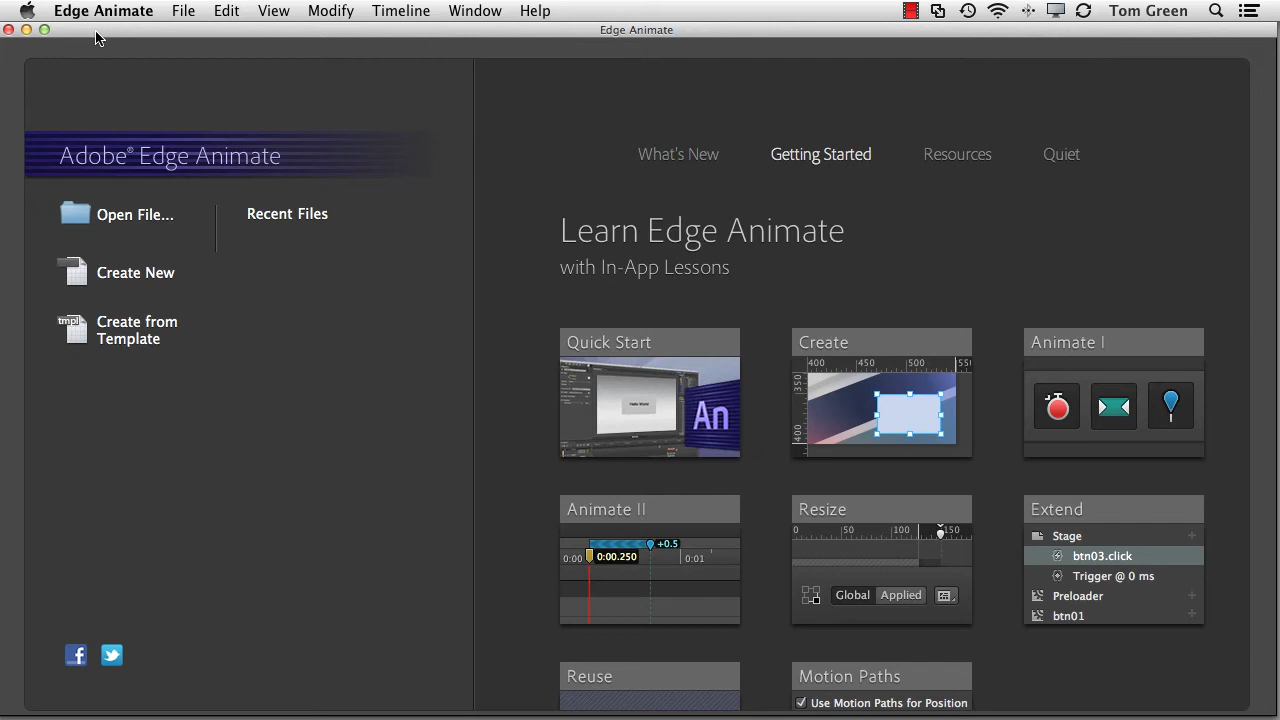 Edge Animate File Edit View Modify Timeline Window Help Tom Green
Edge Animate
Adobe® Edge Animate
Open File...
Recent Files
Create New
tmpl
Create from
Template
What's New Getting Started Resources Quiet
Learn Edge Animate
with In-App Lessons
Quick Start
An
Create
400 450 500 550
350
400
Animate I
Animate II
+0.5
0:00 0:00.250 0:01
Resize
0 50 100 150
Global Applied
Extend
Stage
btn03.click
Trigger @ 0 ms
Preloader
btn01
Reuse
Motion Paths
Use Motion Paths for Position